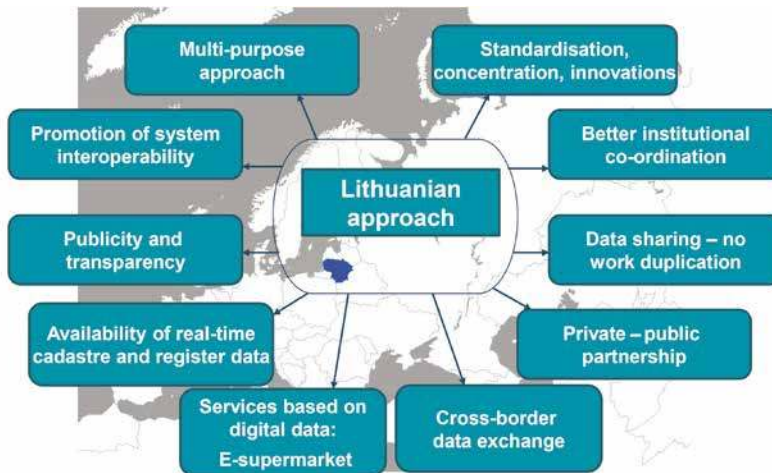 Multi-purpose
approach
Standardisation,
concentration, innovations
Promotion of system
interoperability
Better institutional
co-ordination
Lithuanian
approach
Publicity and
transparency
Data sharing – no
work duplication
Availability of real-time
cadastre and register data
Private – public
partnership
Services based on
digital data:
E-supermarket
Cross-border
data exchange